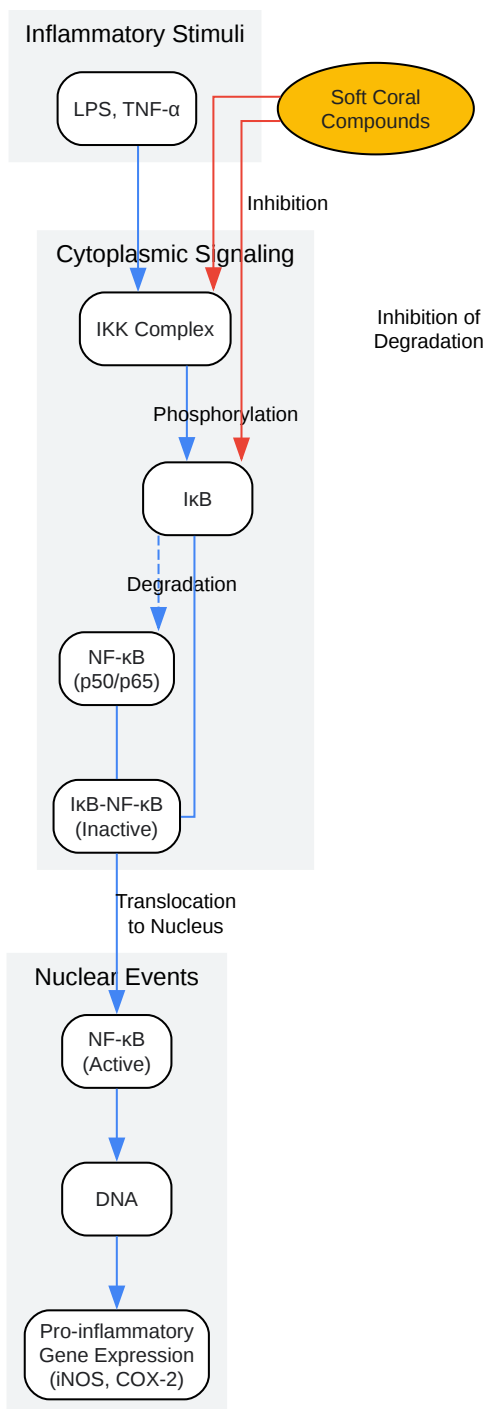 Inflammatory Stimuli
LPS, TNF-α
Soft Coral
Compounds
Inhibition
Cytoplasmic Signaling
IKK Complex
Inhibition of
Degradation
Phosphorylation
IκB
Degradation
NF-κB
(p50/p65)
IκB-NF-κB
(Inactive)
Translocation
to Nucleus
Nuclear Events
NF-κB
(Active)
DNA
Pro-inflammatory
Gene Expression
(iNOS, COX-2)